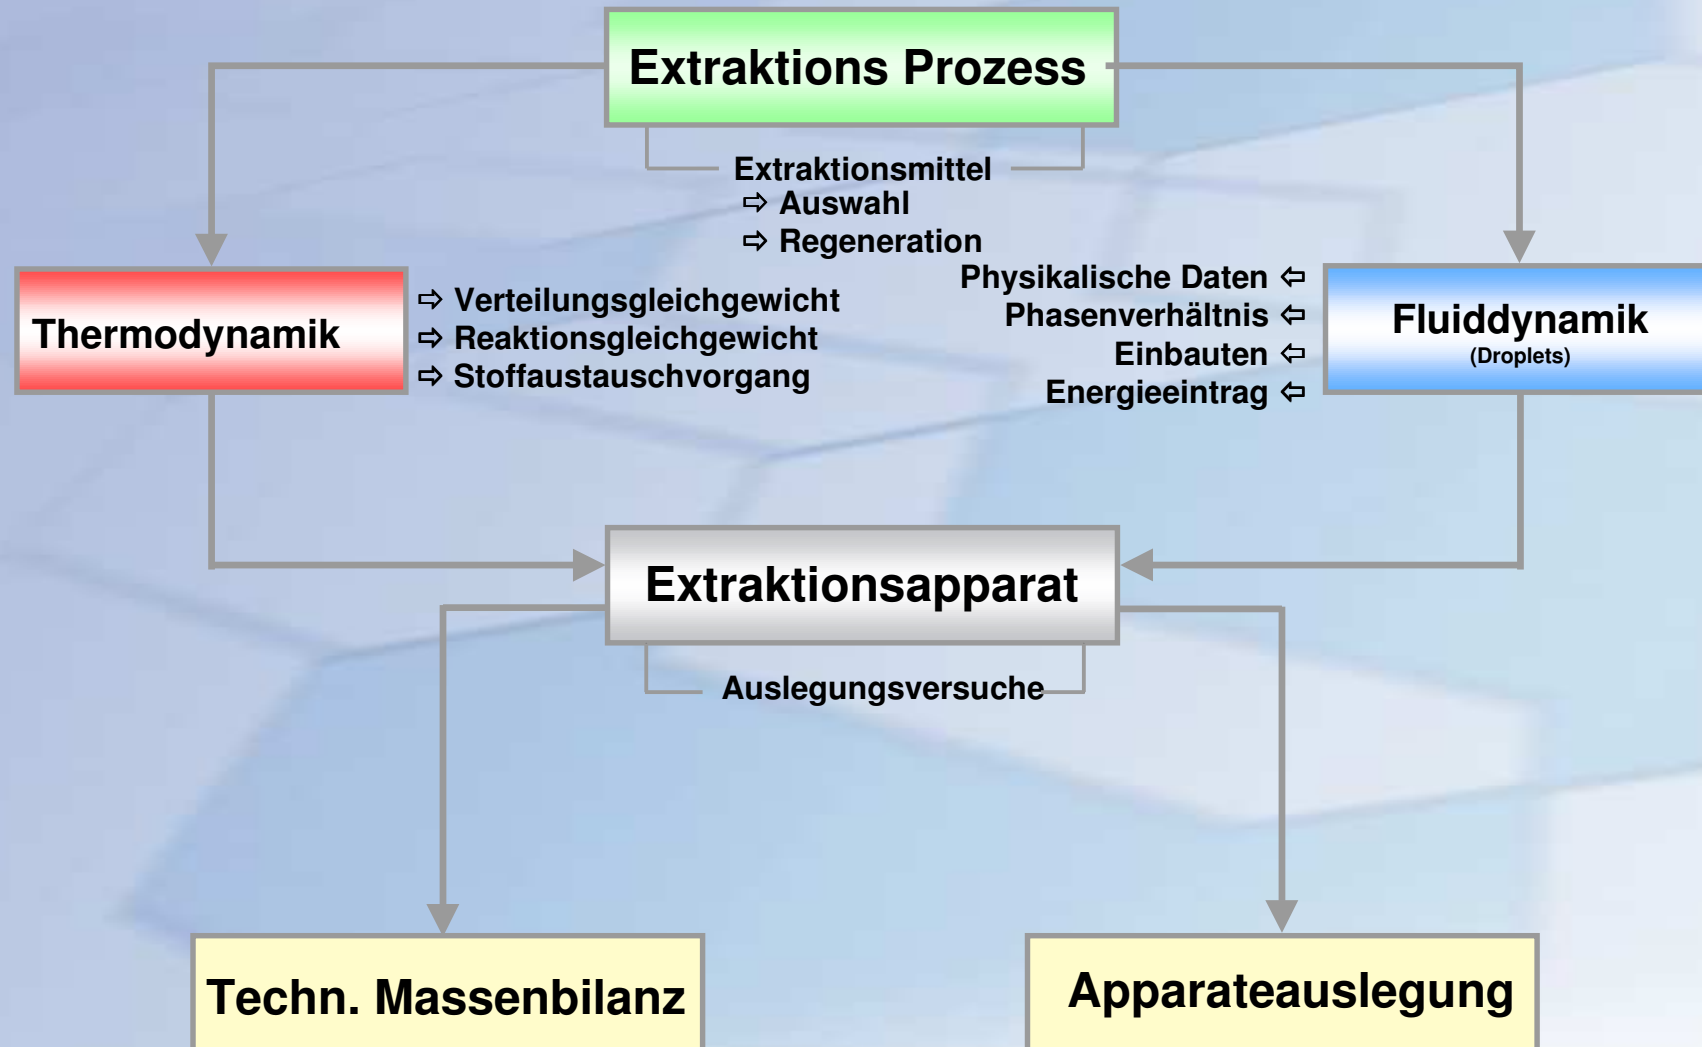 Extraktions Prozess
Extraktionsmittel
⇨ Auswahl
⇨ Regeneration
Thermodynamik
⇨ Verteilungsgleichgewicht
⇨ Reaktionsgleichgewicht
⇨ Stoffaustauschvorgang
Physikalische Daten ⇦
Phasenverhältnis ⇦
Einbauten ⇦
Energieeintrag ⇦
Fluiddynamik
(Droplets)
Extraktionsapparat
Auslegungsversuche
Techn. Massenbilanz
Apparateauslegung